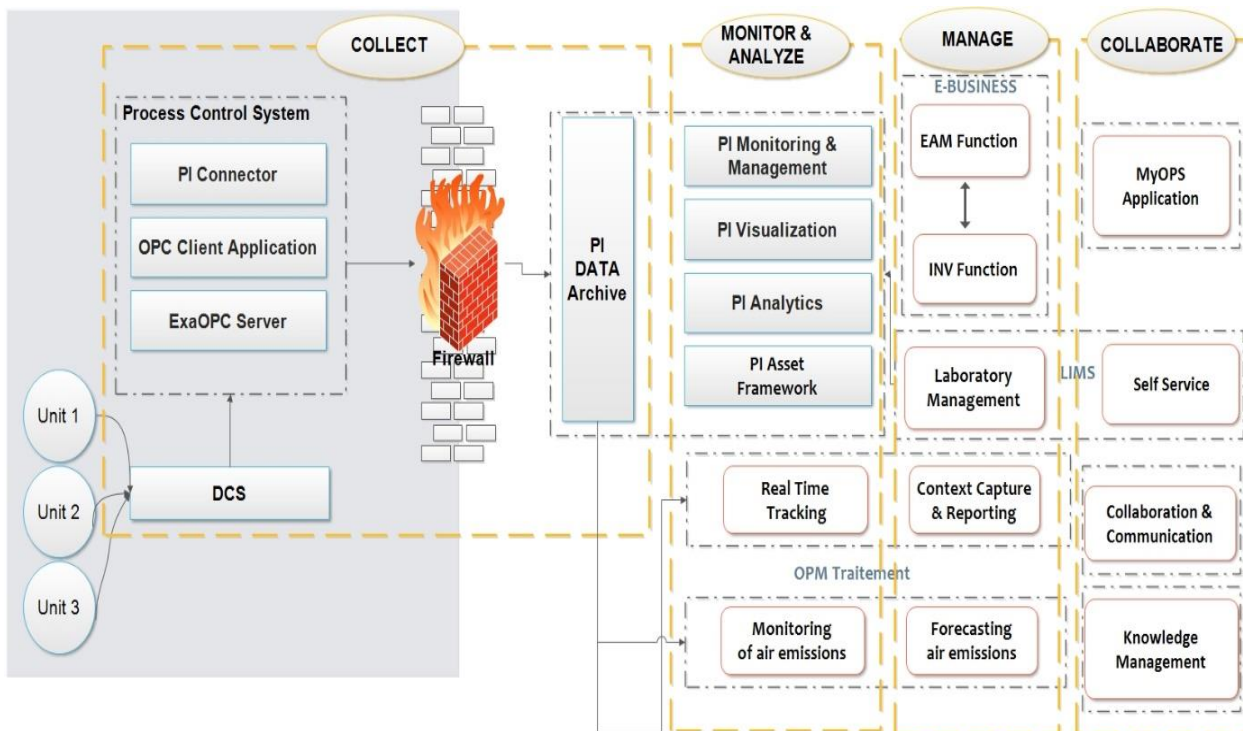 COLLECT
MONITOR &
ANALYZE
MANAGE
COLLABORATE
Process Control System
PI Connector
OPC Client Application
ExaOPC Server
Firewall
Unit 1
Unit 2
Unit 3
DCS
PI
DATA
Archive
PI Monitoring &
Management
PI Visualization
PI Analytics
PI Asset
Framework
E-BUSINESS
EAM Function
INV Function
MyOPS
Application
Laboratory
Management
LIMS
Self Service
Real Time
Tracking
Context Capture
& Reporting
Collaboration &
Communication
OPM Traitement
Monitoring
of air emissions
Forecasting
air emissions
Knowledge
Management